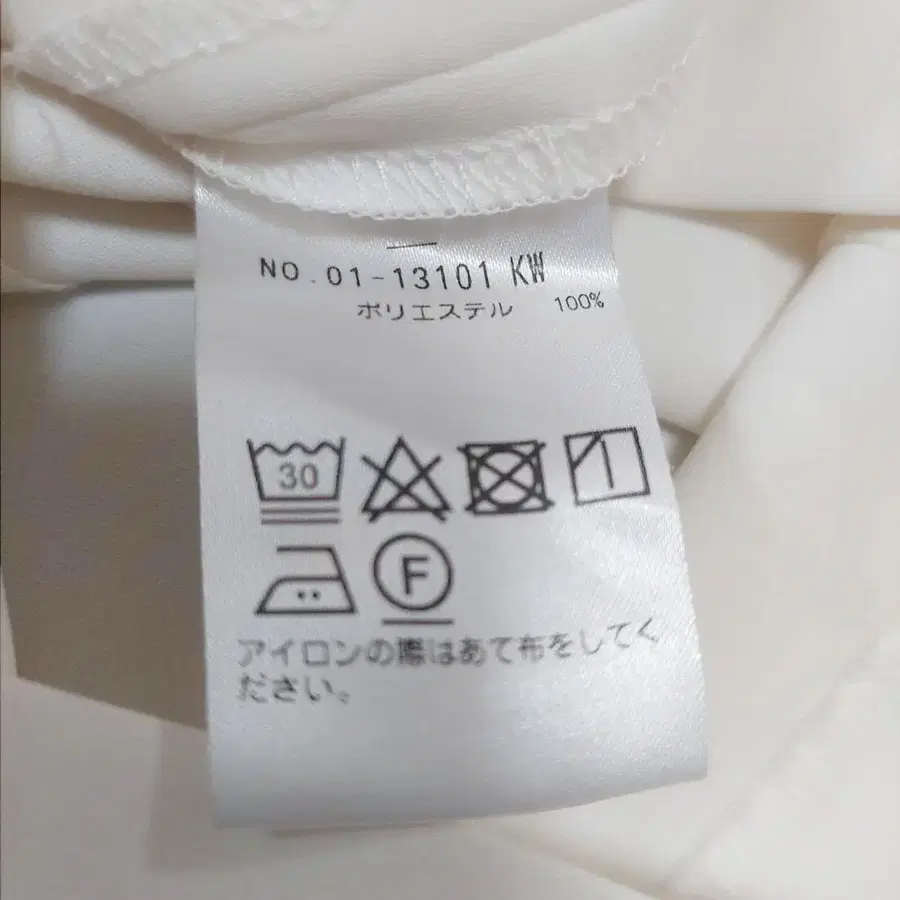 NO.01-13101 KW
ポリエステル 100%
30
F
アイロンの際はあて布をしてく
ださい。